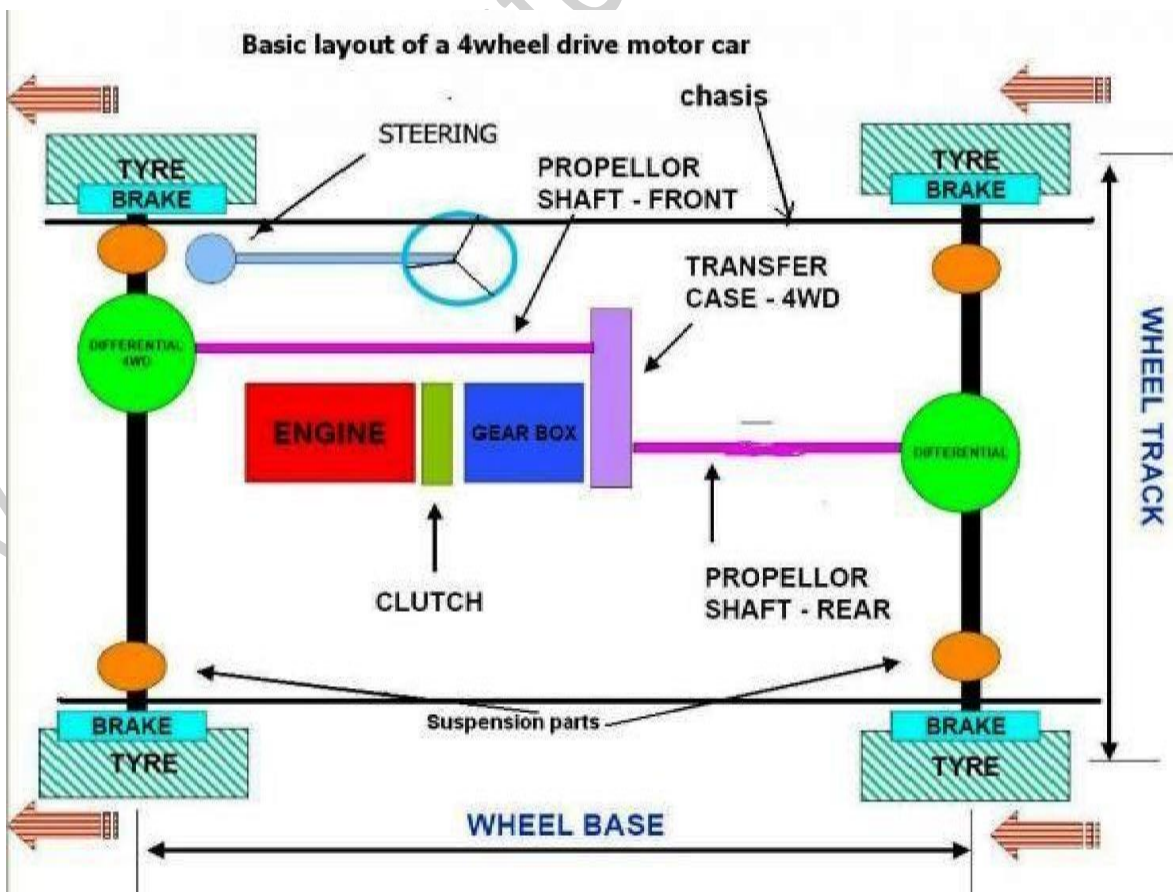 Basic layout of a 4wheel drive motor car
chasis
STEERING
TYRE
BRAKE
PROPELLOR
SHAFT - FRONT
TYRE
BRAKE
TRANSFER
CASE - 4WD
DIFFERENTIAL
4WD
ENGINE
GEAR BOX
DIFFERENTIAL
WHEEL TRACK
CLUTCH
PROPELLOR
SHAFT - REAR
Suspension parts
BRAKE
TYRE
BRAKE
TYRE
WHEEL BASE